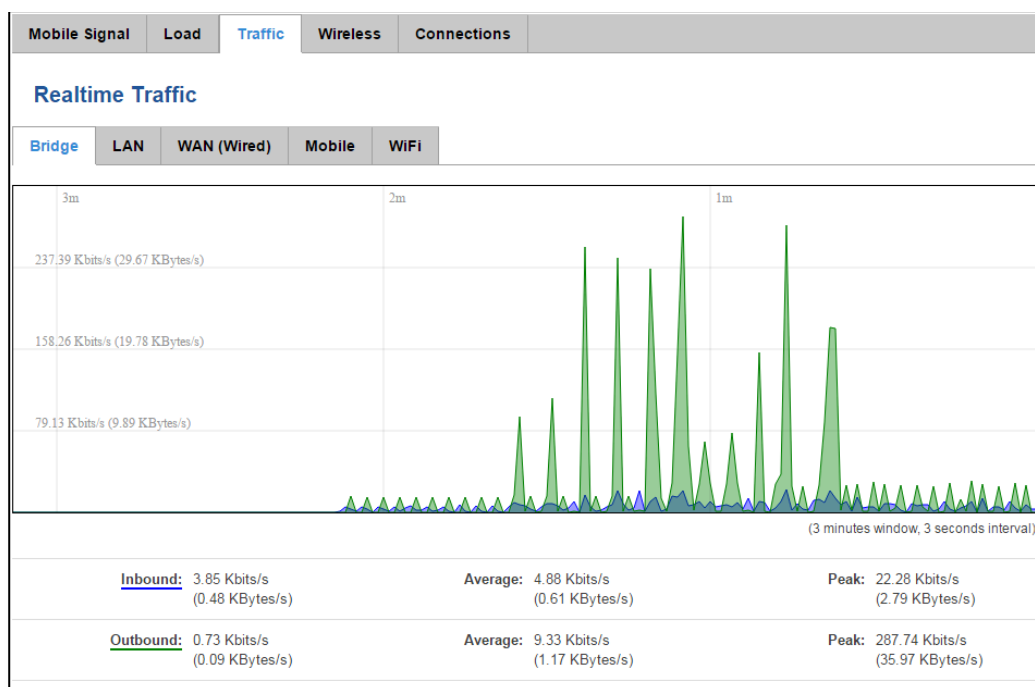 Mobile Signal Load Traffic Wireless Connections
Realtime Traffic
Bridge LAN WAN (Wired) Mobile WiFi
3m 2m 1m
237.39 Kbits/s (29.67 KBytes/s)
158.26 Kbits/s (19.78 KBytes/s)
79.13 Kbits/s (9.89 KBytes/s)
(3 minutes window, 3 seconds interval)
Inbound: 3.85 Kbits/s Average: 4.88 Kbits/s Peak: 22.28 Kbits/s
(0.48 KBytes/s) (0.61 KBytes/s) (2.79 KBytes/s)
Outbound: 0.73 Kbits/s Average: 9.33 Kbits/s Peak: 287.74 Kbits/s
(0.09 KBytes/s) (1.17 KBytes/s) (35.97 KBytes/s)